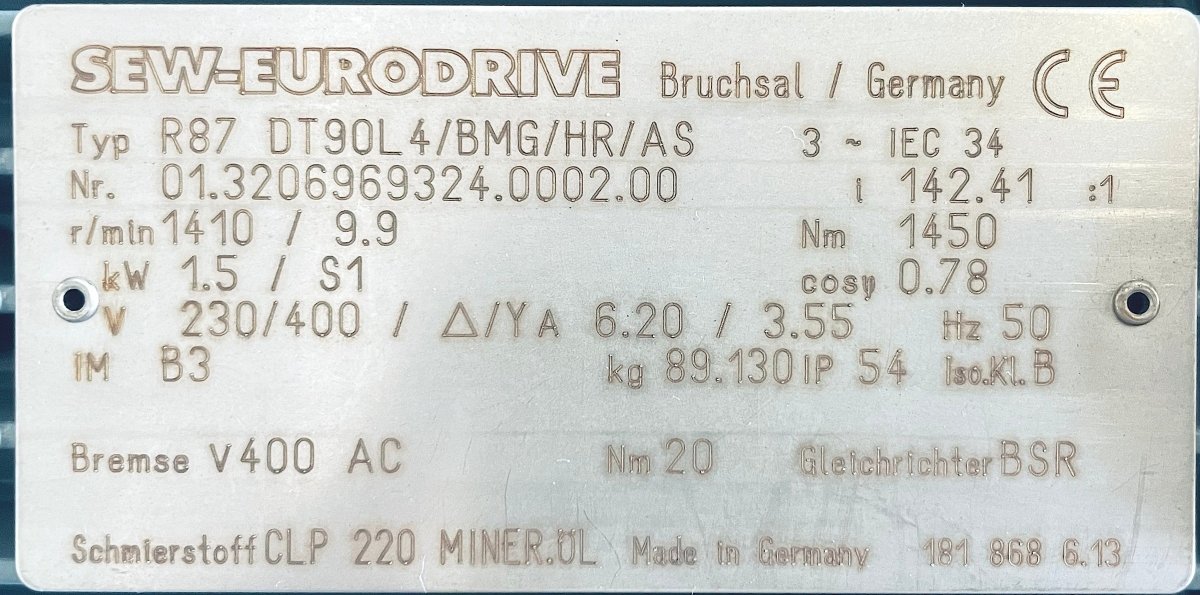 SEW-EURODRIVE Bruchsal / Germany CE
Typ R87 DT90L4/BMG/HR/AS 3 ~ IEC 34
Nr. 01.3206969324.0002.00 i 142.41 :1
r/min 1410 / 9.9 Nm 1450
kW 1.5 / S1 cosφ 0.78
V 230/400 / △/Y A 6.20 / 3.55 Hz 50
IM B3 kg 89.130 IP 54 Iso.Kl. B
Bremse V 400 AC Nm 20 Gleichrichter BSR
Schmierstoff CLP 220 MINER.ÖL Made in Germany 181 868 6.13